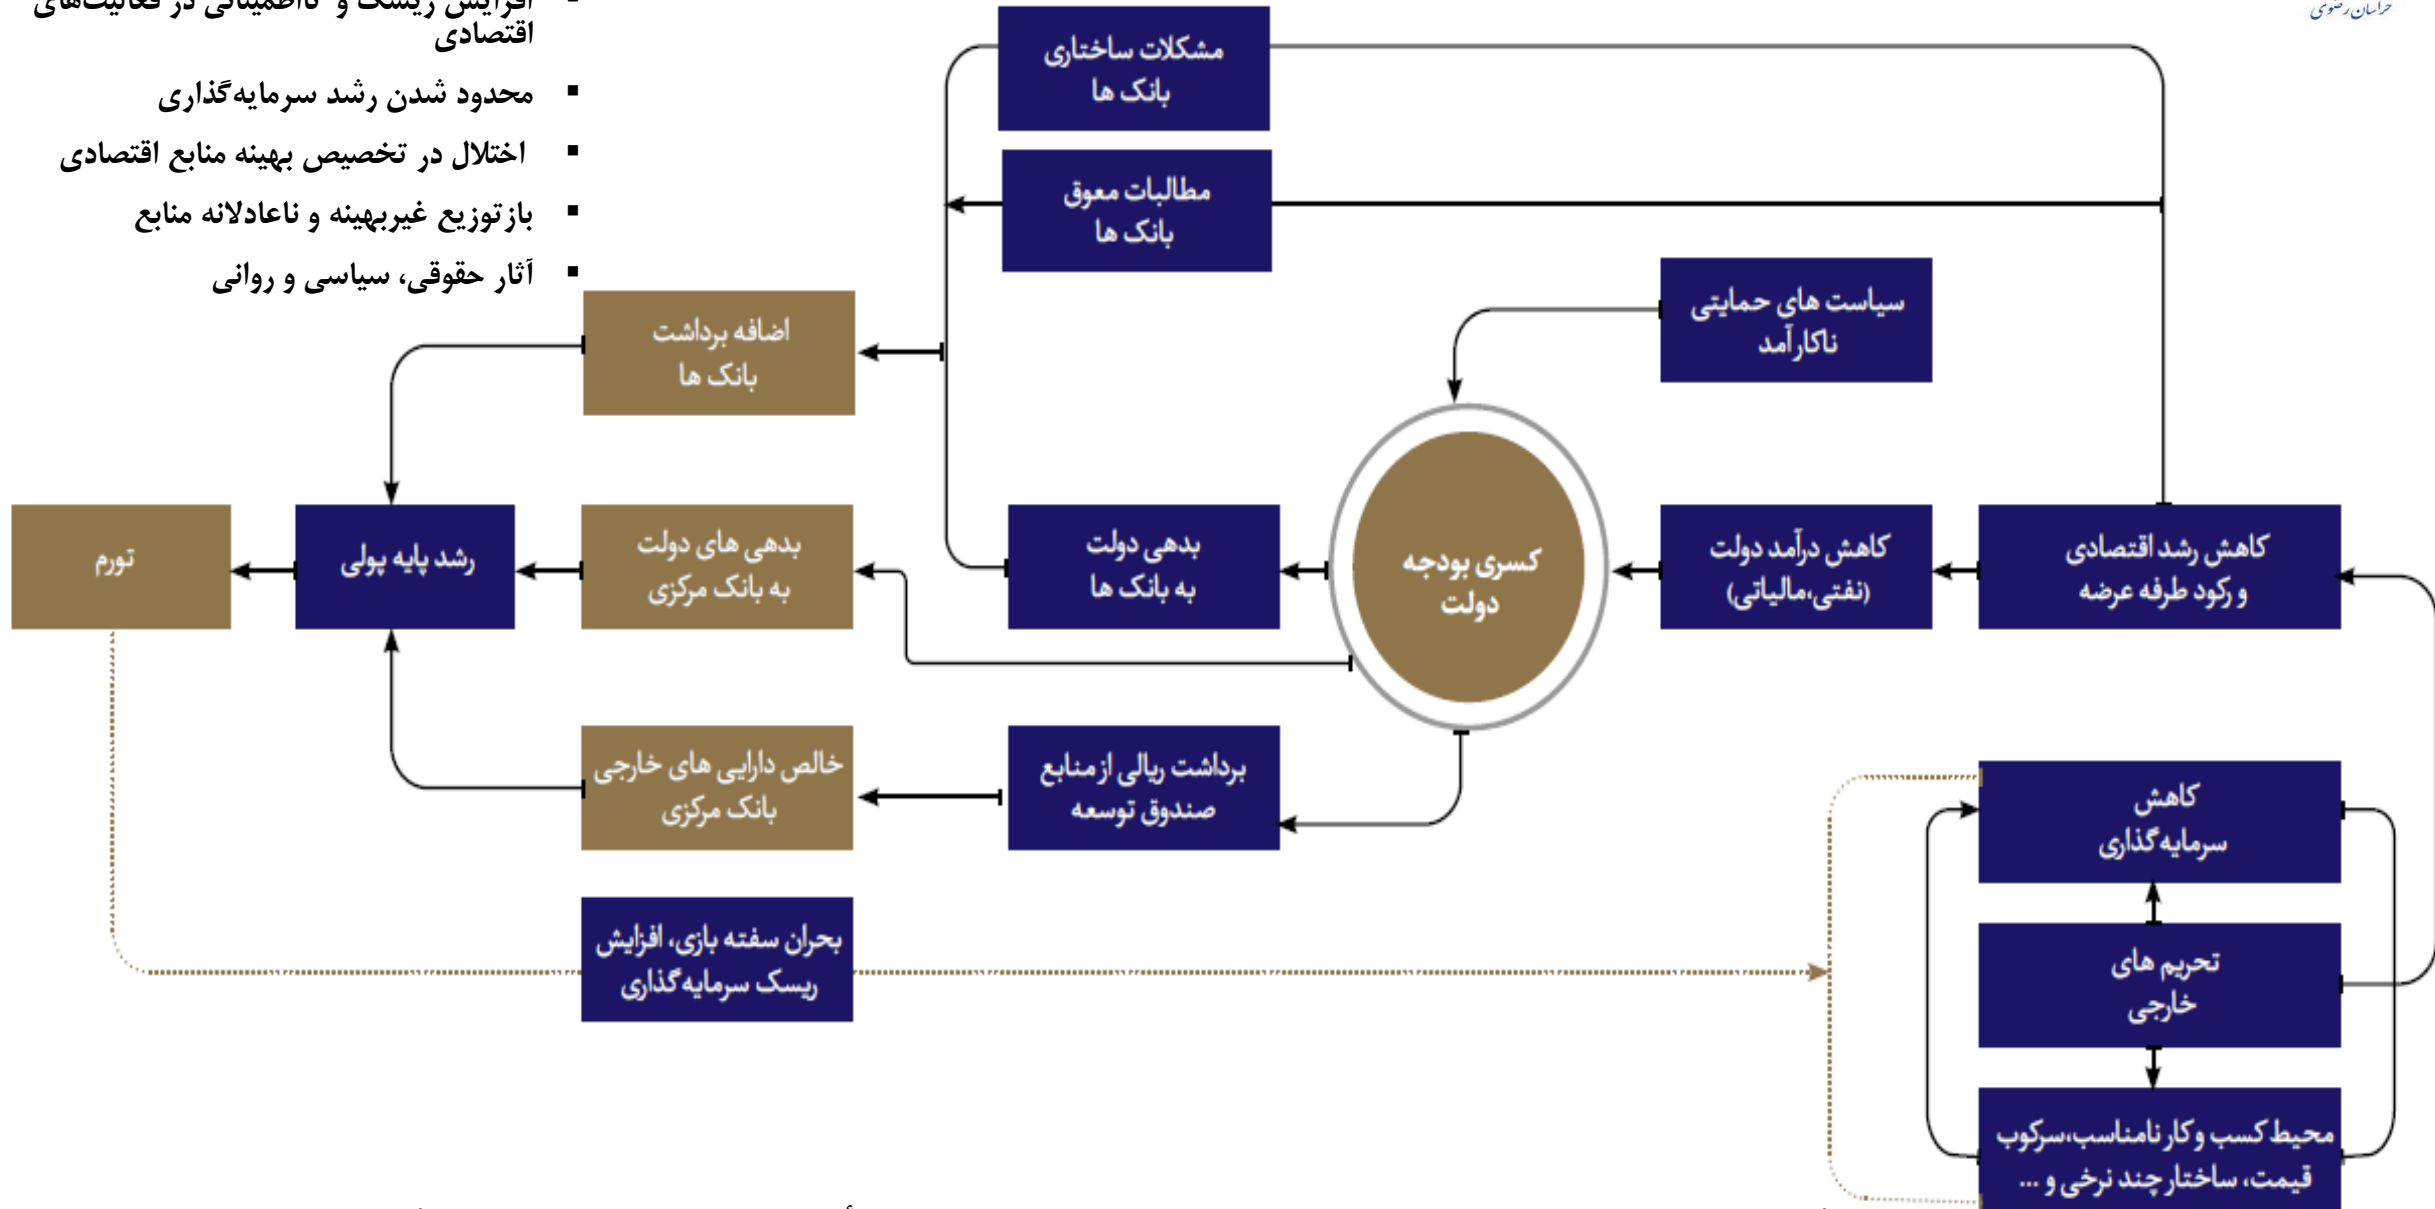 خراسان رضوی
افزایش ریسک و نااطمینانی در فعالیت‌های
اقتصادی
محدود شدن رشد سرمایه‌گذاری
اختلال در تخصیص بهینه منابع اقتصادی
بازتوزیع غیربهینه و ناعادلانه منابع
آثار حقوقی، سیاسی و روانی
مشکلات ساختاری
بانک ها
مطالبات معوق
بانک ها
سیاست های حمایتی
ناکارآمد
اضافه برداشت
بانک ها
کاهش رشد اقتصادی
و رکود طرفه عرضه
کاهش درآمد دولت
(نفتی،مالیاتی)
کسری بودجه
دولت
بدهی دولت
به بانک ها
بدهی های دولت
به بانک مرکزی
رشد پایه پولی
تورم
برداشت ریالی از منابع
صندوق توسعه
خالص دارایی های خارجی
بانک مرکزی
کاهش
سرمایه‌گذاری
تحریم های
خارجی
بحران سفته بازی، افزایش
ریسک سرمایه‌گذاری
محیط کسب و کار نامناسب،سرکوب
قیمت، ساختار چند نرخی و ...